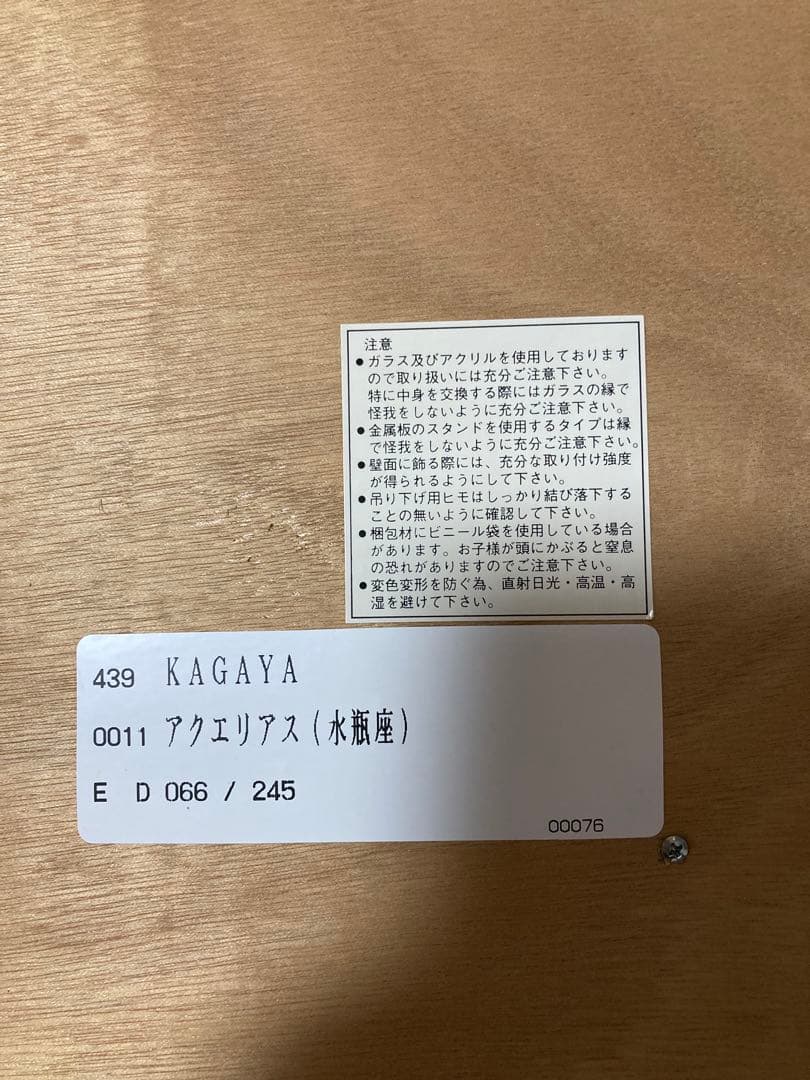 注意
●ガラス及びアクリルを使用しております
ので取り扱いには充分ご注意下さい。
特に中身を交換する際にはガラスの縁で
怪我をしないように充分ご注意下さい。
●金属板のスタンドを使用するタイプは縁
で怪我をしないように充分ご注意下さい。
●壁面に飾る際には、充分な取り付け強度
が得られるようにして下さい。
●吊り下げ用ヒモはしっかり結び落下する
ことの無いように確認して下さい。
●梱包材にビニール袋を使用している場合
があります。お子様が頭にかぶると窒息
の恐れがありますのでご注意下さい。
●変色変形を防ぐ為、直射日光・高温・高
湿を避けて下さい。
439 KAGAYA
0011 アクエリアス(水瓶座)
E D 066 / 245
00076